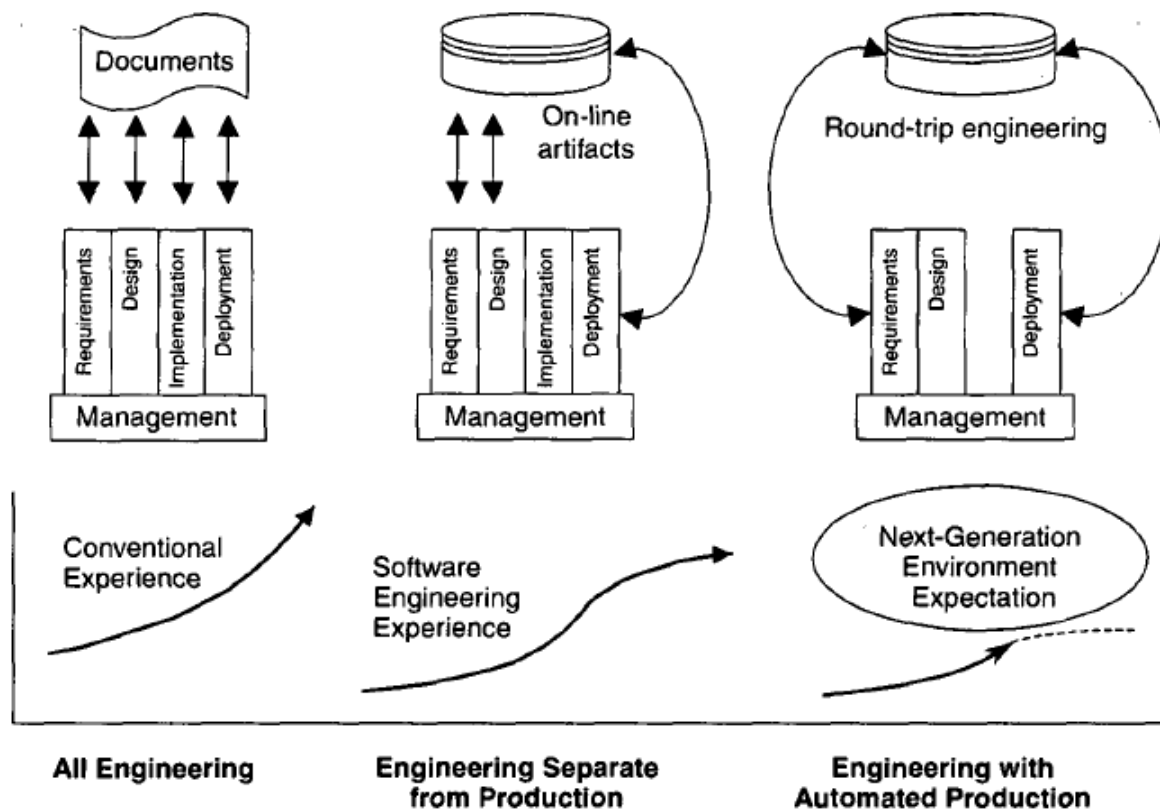 Documents
On-line
artifacts
Round-trip engineering
Requirements
Design
Implementation
Deployment
Management
Requirements
Design
Implementation
Deployment
Management
Requirements
Design
Deployment
Management
Conventional
Experience
Software
Engineering
Experience
Next-Generation
Environment
Expectation
All Engineering
Engineering Separate
from Production
Engineering with
Automated Production